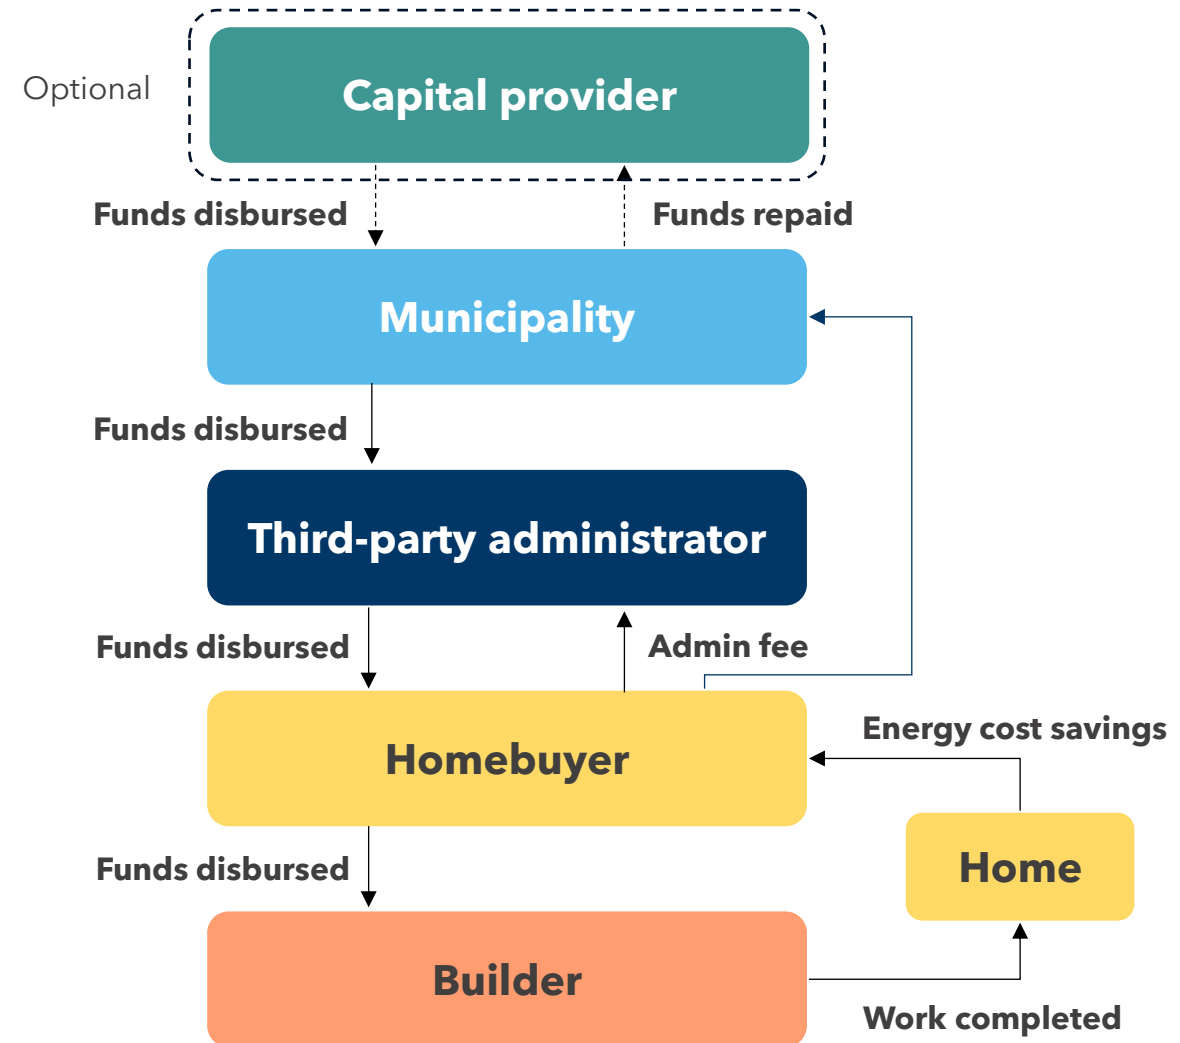 Optional
Capital provider
Funds disbursed
Funds repaid
Municipality
Funds disbursed
Third-party administrator
Funds disbursed
Admin fee
Homebuyer
Energy cost savings
Funds disbursed
Home
Builder
Work completed